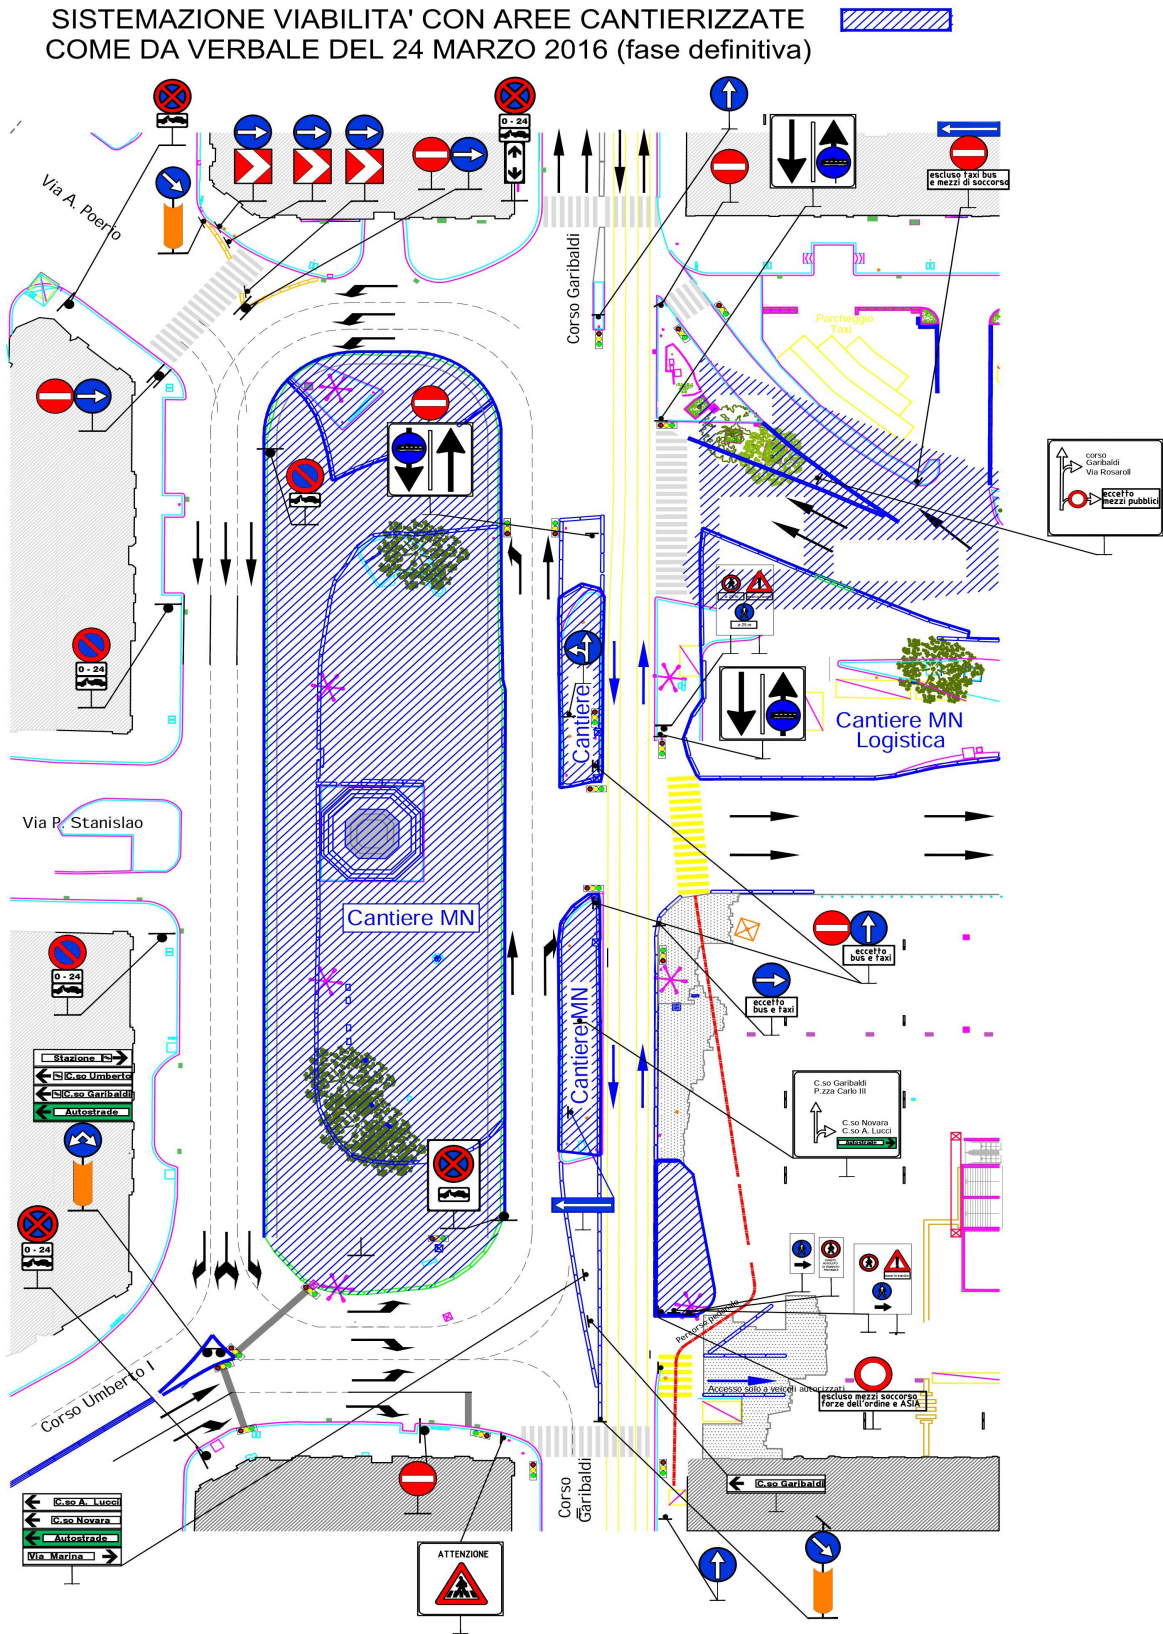 SISTEMAZIONE VIABILITA' CON AREE CANTIERIZZATE
COME DA VERBALE DEL 24 MARZO 2016 (fase definitiva)
0 - 24
escluso taxi bus
e mezzi di soccorso
Via A. Poerio
Corso Garibaldi
Parcheggio
Taxi
corso
Garibaldi
Via Rosaroll
eccetto
mezzi pubblici
a 25 m
0 - 24
Cantiere
Cantiere MN
Logistica
Via P. Stanislao
Cantiere MN
0 - 24
eccetto
bus e taxi
eccetto
bus e taxi
Cantiere MN
Stazione
C.so Umberto
C.so Garibaldi
Autostrade
C.so Garibaldi
P.zza Carlo III
C.so Novara
C.so A. Lucci
Autostrade
0 - 24
Percorso pedonale
Corso Umberto I
Accesso solo a veicoli autorizzati
escluso mezzi soccorso
forze dell'ordine e ASIA
Corso
Garibaldi
C.so Garibaldi
C.so A. Lucci
C.so Novara
Autostrade
Via Marina
ATTENZIONE